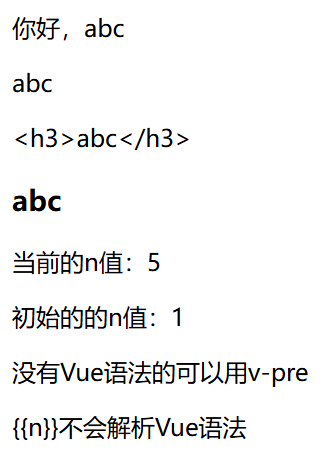 你好，abc
abc
<h3>abc</h3>
abc
当前的n值：5
初始的的n值：1
没有Vue语法的可以用v-pre
{{n}}不会解析Vue语法